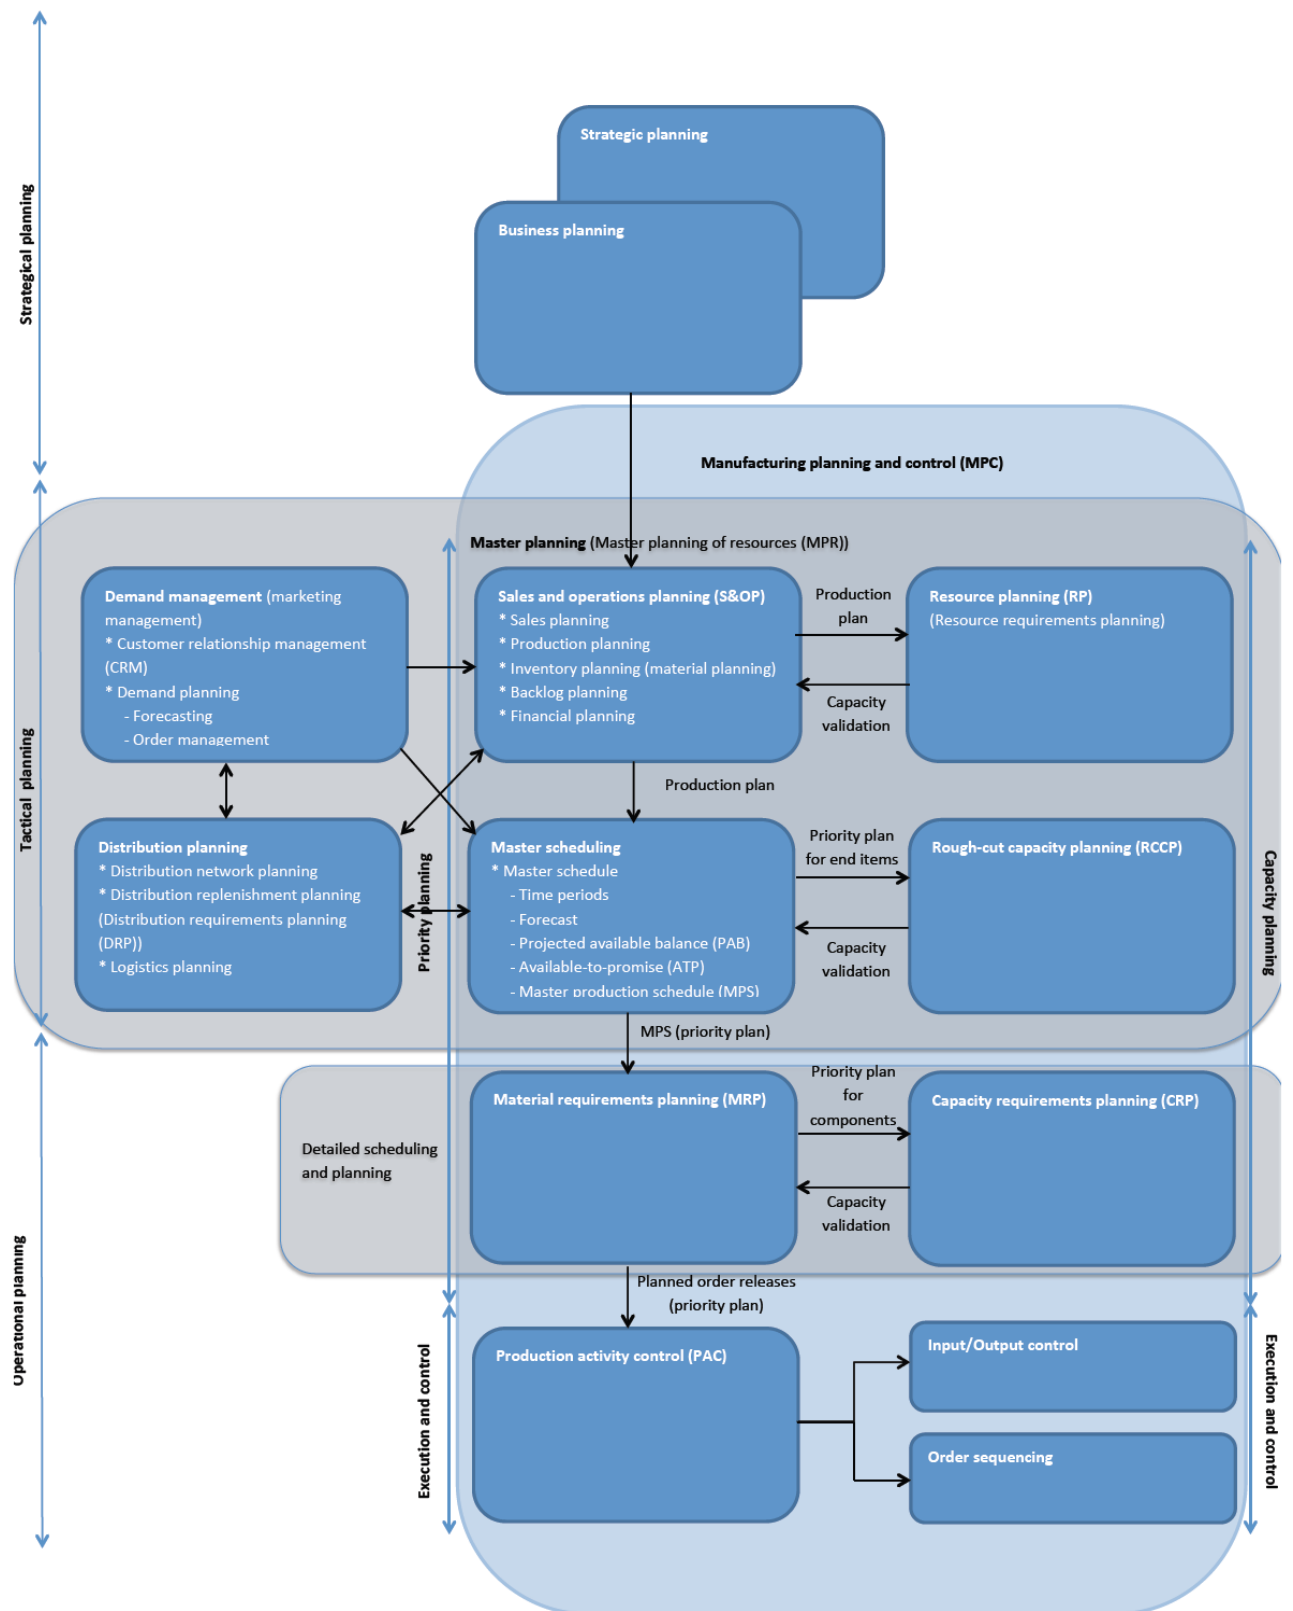 Strategical planning
Strategic planning
Business planning
Manufacturing planning and control (MPC)
Master planning (Master planning of resources (MPR))
Tactical planning
Demand management (marketing
management)
* Customer relationship management
(CRM)
* Demand planning
- Forecasting
- Order management
Sales and operations planning (S&OP)
* Sales planning
* Production planning
* Inventory planning (material planning)
* Backlog planning
* Financial planning
Production
plan
Capacity
validation
Resource planning (RP)
(Resource requirements planning)
Production plan
Distribution planning
* Distribution network planning
* Distribution replenishment planning
(Distribution requirements planning
(DRP))
* Logistics planning
Priority planning
Master scheduling
* Master schedule
- Time periods
- Forecast
- Projected available balance (PAB)
- Available-to-promise (ATP)
- Master production schedule (MPS)
Priority plan
for end items
Capacity
validation
Rough-cut capacity planning (RCCP)
Capacity planning
MPS (priority plan)
Operational planning
Detailed scheduling
and planning
Material requirements planning (MRP)
Priority plan
for
components
Capacity
validation
Capacity requirements planning (CRP)
Planned order releases
(priority plan)
Execution and control
Production activity control (PAC)
Input/Output control
Order sequencing
Execution and control